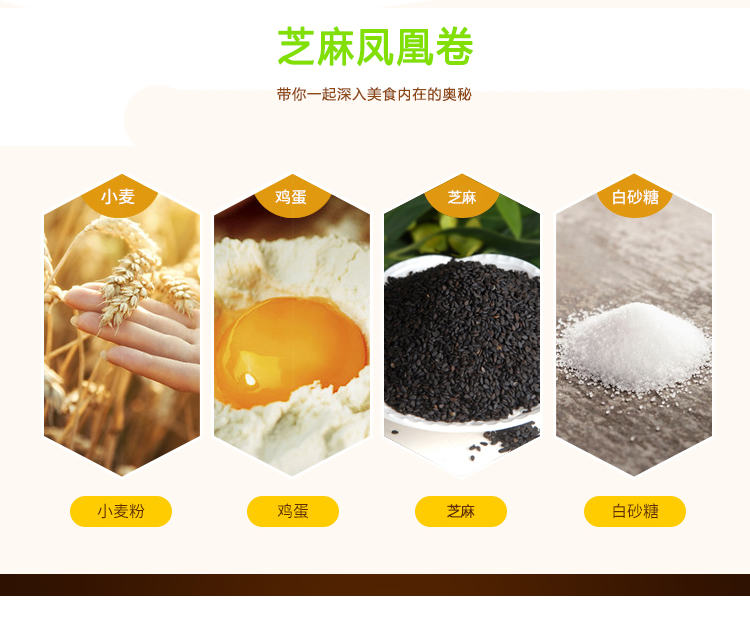 芝麻凤凰卷
带你一起深入美食内在的奥秘
小麦
鸡蛋
芝麻
白砂糖
小麦粉
鸡蛋
芝麻
白砂糖